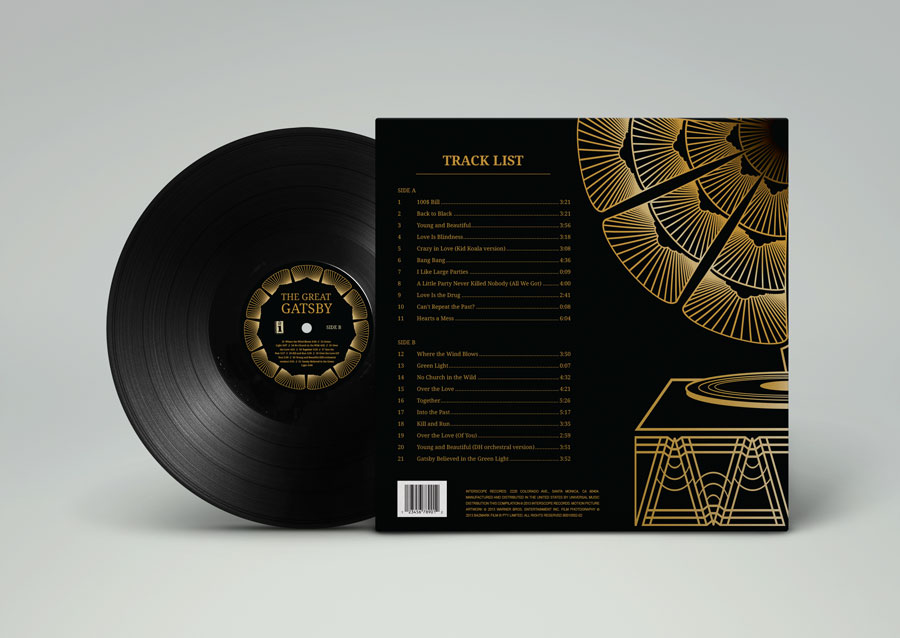 THE GREAT
GATSBY
SIDE B
TRACK LIST
SIDE A
1 100$ Bill 3:21
2 Back to Black 3:21
3 Young and Beautiful 3:56
4 Love Is Blindness 3:18
5 Crazy in Love (Kid Koala version) 3:08
6 Bang Bang 4:36
7 I Like Large Parties 0:09
8 A Little Party Never Killed Nobody (All We Got) 4:00
9 Love Is the Drug 2:41
10 Can't Repeat the Past? 0:08
11 Hearts a Mess 6:04
SIDE B
12 Where the Wind Blows 3:50
13 Green Light 0:07
14 No Church in the Wild 4:32
15 Over the Love 4:21
16 Together 5:26
17 Into the Past 5:17
18 Kill and Run 3:35
19 Over the Love (Of You) 2:39
20 Young and Beautiful (DH orchestral version) 3:51
21 Gatsby Believed in the Green Light 3:52
INTERSCOPE RECORDS, 2220 COLORADO AVE., SANTA MONICA, CA 90404.
MANUFACTURED AND DISTRIBUTED IN THE UNITED STATES BY UNIVERSAL MUSIC
DISTRIBUTION THIS COMPILATION 2013 INTERSCOPE RECORDS. MOTION PICTURE
ARTWORK © 2013 WARNER BROS. ENTERTAINMENT INC. FILM PHOTOGRAPHY ©
2013 BAZMARK FILM III PTY LIMITED. ALL RIGHTS RESERVED